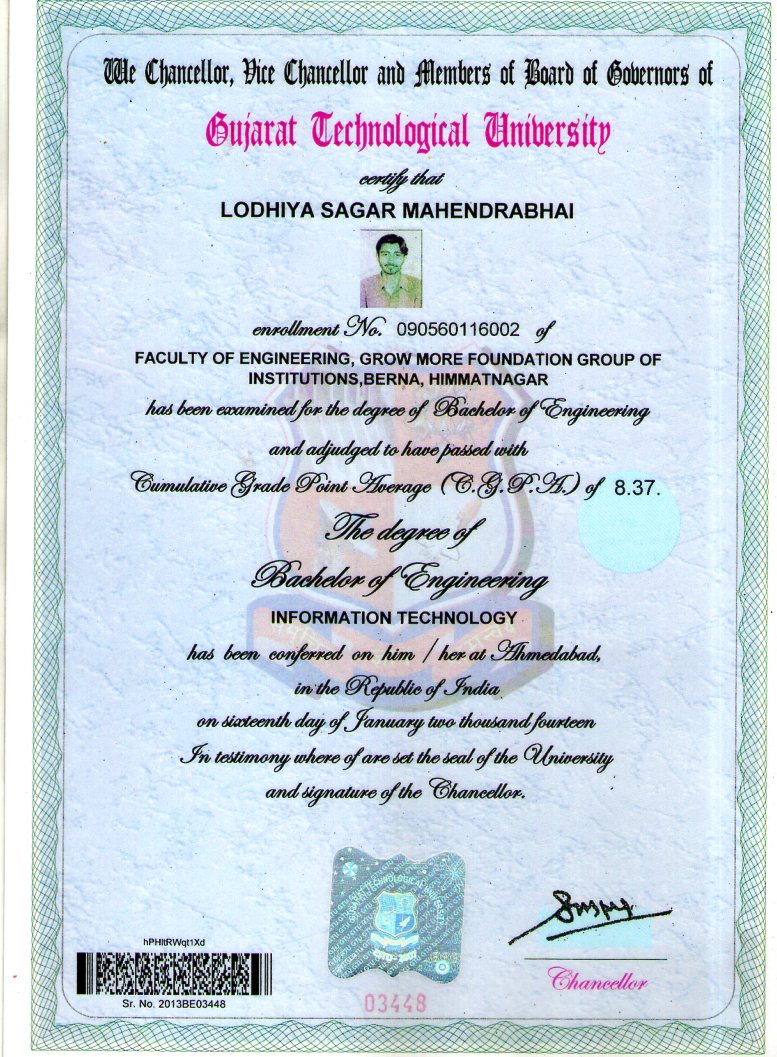 We Chancellor, Vice Chancellor and Members of Board of Governors of
Gujarat Technological University
certify that
LODHIYA SAGAR MAHENDRABHAI
enrollment No. 090560116002 of
FACULTY OF ENGINEERING, GROW MORE FOUNDATION GROUP OF
INSTITUTIONS,BERNA, HIMMATNAGAR
has been examined for the degree of Bachelor of Engineering
and adjudged to have passed with
Cumulative Grade Point Average (C.G.P.A.) of 8.37.
The degree of
Bachelor of Engineering
INFORMATION TECHNOLOGY
has been conferred on him / her at Ahmedabad,
in the Republic of India
on sixteenth day of January two thousand fourteen
In testimony where of are set the seal of the University
and signature of the Chancellor.
GUJARAT TECHNOLOGICAL UNIVERSITY
hPHItRWqt1Xd
Sr. No. 2013BE03448
03448
Chancellor